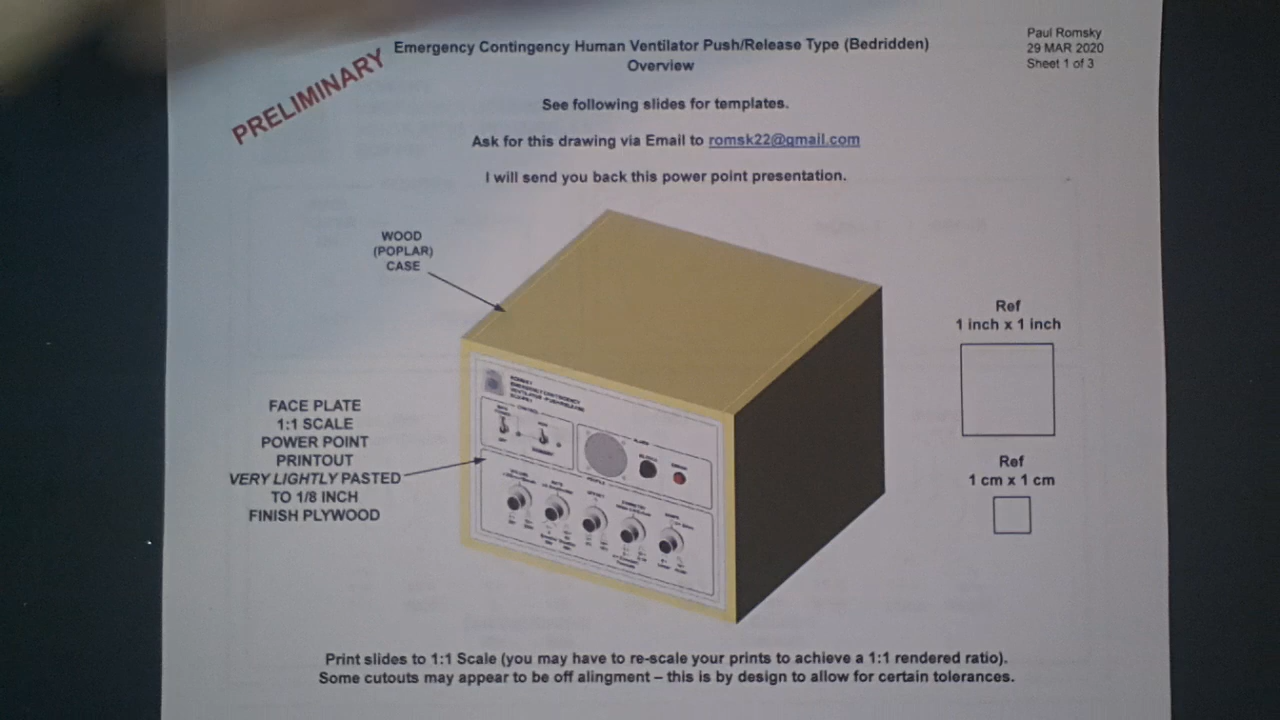 PRELIMINARY
Emergency Contingency Human Ventilator Push/Release Type (Bedridden)
Overview
Paul Romsky
29 MAR 2020
Sheet 1 of 3
See following slides for templates.
Ask for this drawing via Email to romsk22@gmail.com
I will send you back this power point presentation.
WOOD
(POPLAR)
CASE
Ref
1 inch x 1 inch
FACE PLATE
1:1 SCALE
POWER POINT
PRINTOUT
VERY LIGHTLY PASTED
TO 1/8 INCH
FINISH PLYWOOD
Ref
1 cm x 1 cm
Print slides to 1:1 Scale (you may have to re-scale your prints to achieve a 1:1 rendered ratio).
Some cutouts may appear to be off alingment – this is by design to allow for certain tolerances.